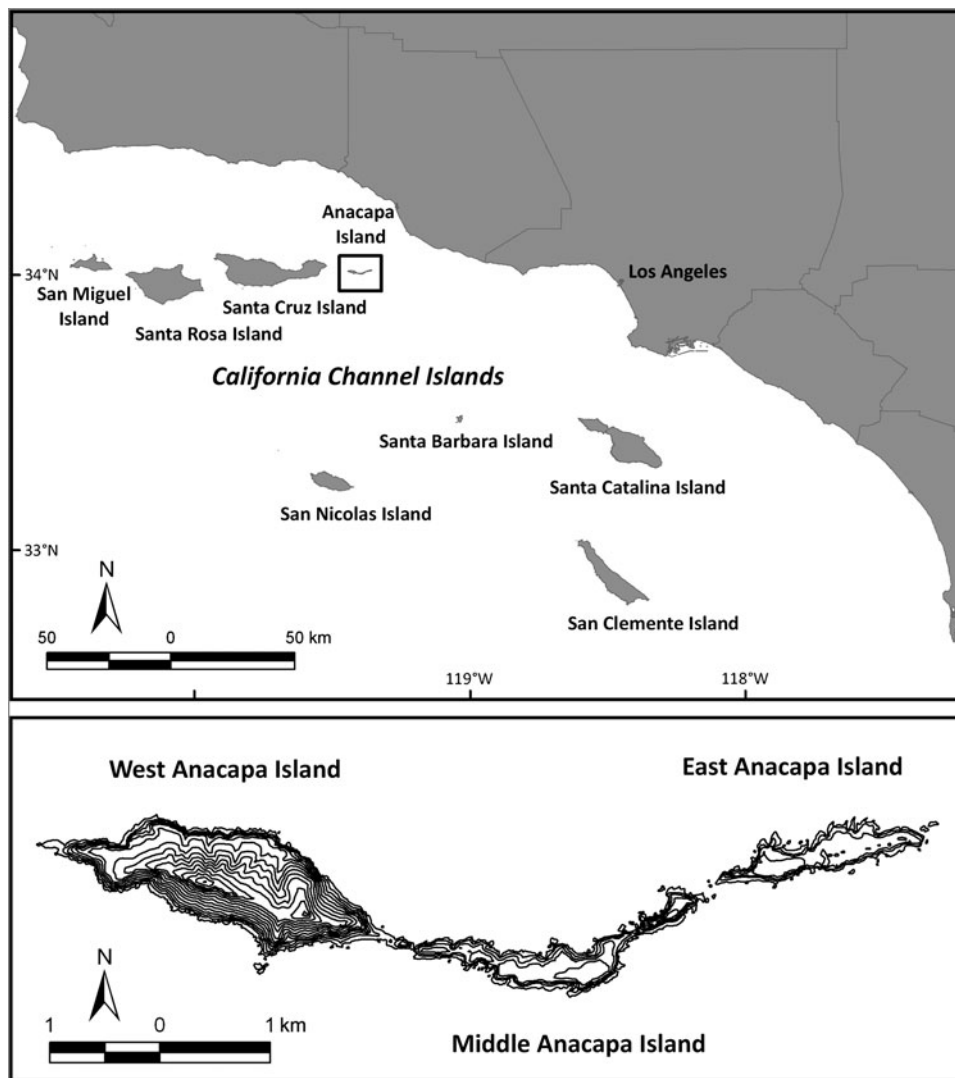 Anacapa
Island
34°N
Los Angeles
San Miguel
Island
Santa Cruz Island
Santa Rosa Island
California Channel Islands
Santa Barbara Island
Santa Catalina Island
San Nicolas Island
33°N
N
San Clemente Island
50 0 50 km
119°W 118°W
West Anacapa Island East Anacapa Island
N
1 0 1 km
Middle Anacapa Island